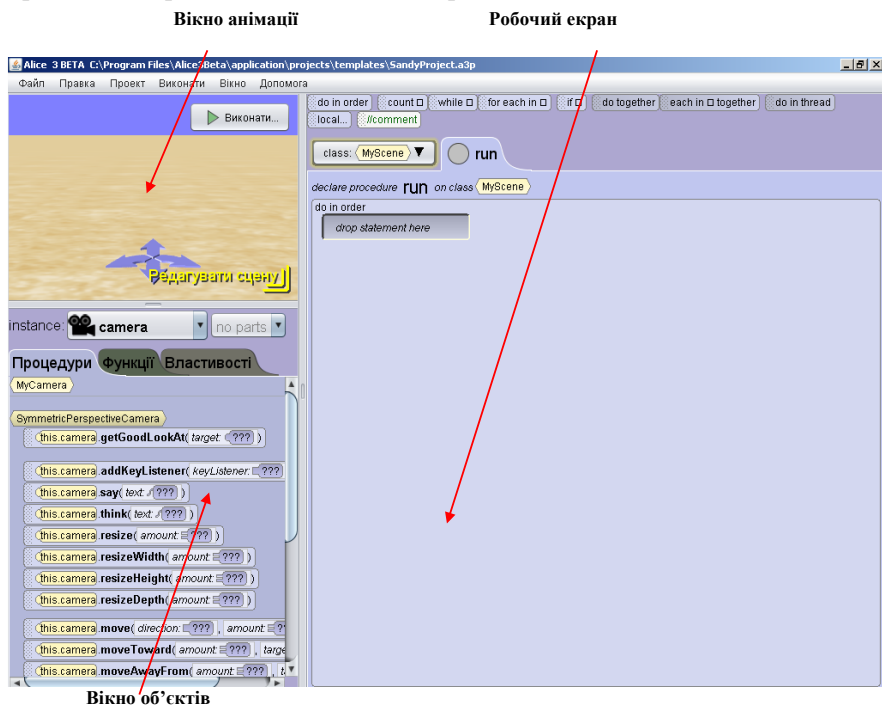 Вікно анімації Робочий екран
Alice 3 BETA C:\Program Files\Alice3Beta\application\projects\templates\SandyProject.a3p
Файл Правка Проект Виконати Вікно Допомога
Виконати...
Редагувати сцену
do in order count while for each in if do together each in together do in thread
local... //comment
class: MyScene run
declare procedure run on class MyScene
do in order
drop statement here
instance: camera no parts
Процедури Функції Властивості
MyCamera
SymmetricPerspectiveCamera
this.camera.getGoodLookAt( target: ??? )
this.camera.addKeyListener( keyListener: ???
this.camera.say( text: ??? )
this.camera.think( text: ??? )
this.camera.resize( amount: ??? )
this.camera.resizeWidth( amount: ??? )
this.camera.resizeHeight( amount: ??? )
this.camera.resizeDepth( amount: ??? )
this.camera.move( direction: ??? , amount: ??
this.camera.moveToward( amount: ??? , targe
this.camera.moveAwayFrom( amount: ??? , t
Вікно об’єктів